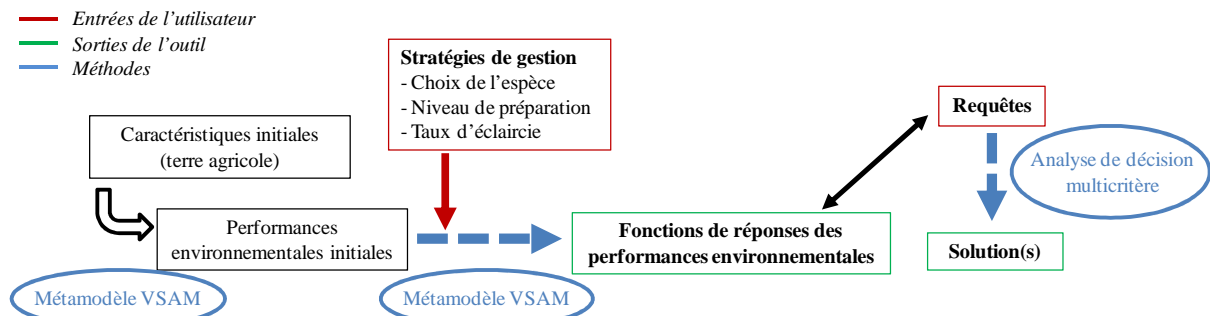 Entrées de l'utilisateur
Sorties de l'outil
Méthodes
Stratégies de gestion
- Choix de l'espèce
- Niveau de préparation
- Taux d'éclaircie
Caractéristiques initiales
(terre agricole)
Performances
environnementales initiales
Métamodèle VSAM
Métamodèle VSAM
Fonctions de réponses des
performances environnementales
Requêtes
Analyse de décision
multicritère
Solution(s)